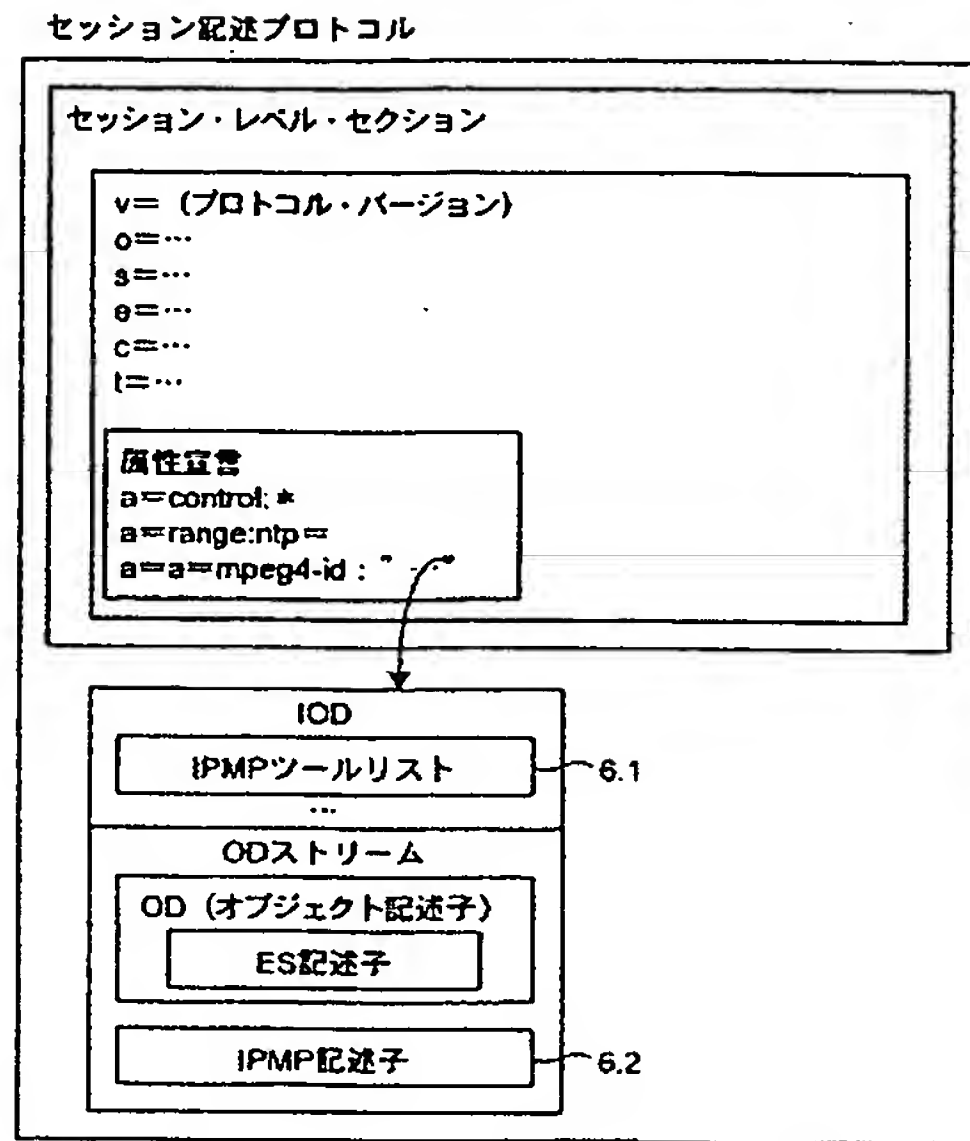 セッション記述プロトコル
セッション・レベル・セクション
v=（プロトコル・バージョン）
o=…
s=…
e=…
c=…
t=…
属性宣言
a=control: *
a=range:ntp=
a=a=mpeg4-id : "…"
IOD
IPMPツールリスト
6.1
…
ODストリーム
OD（オブジェクト記述子）
ES記述子
IPMP記述子
6.2